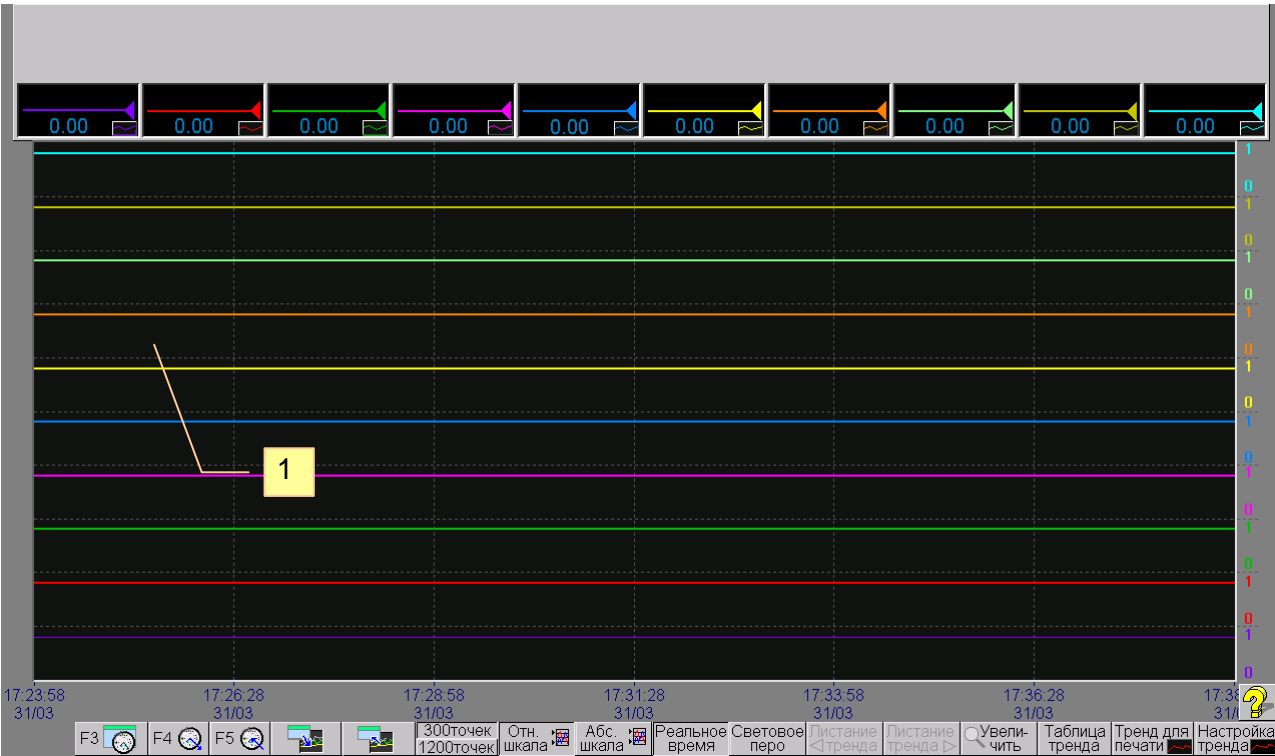 0.00 0.00 0.00 0.00 0.00 0.00 0.00 0.00 0.00 0.00
1
0
1
0
1
0
1
0
1
0
1
0
1
1
0
1
0
1
0
1
0
17:23:58 17:26:28 17:28:58 17:31:28 17:33:58 17:36:28 17:38
31/03 31/03 31/03 31/03 31/03 31/03 31/
F3 F4 F5
300точек
1200точек
Отн.
шкала
Абс.
шкала
Реальное
время
Световое
перо
Листание
тренда
Листание
тренда
Увели-
чить
Таблица
тренда
Тренд для
печати
Настройка
тренда